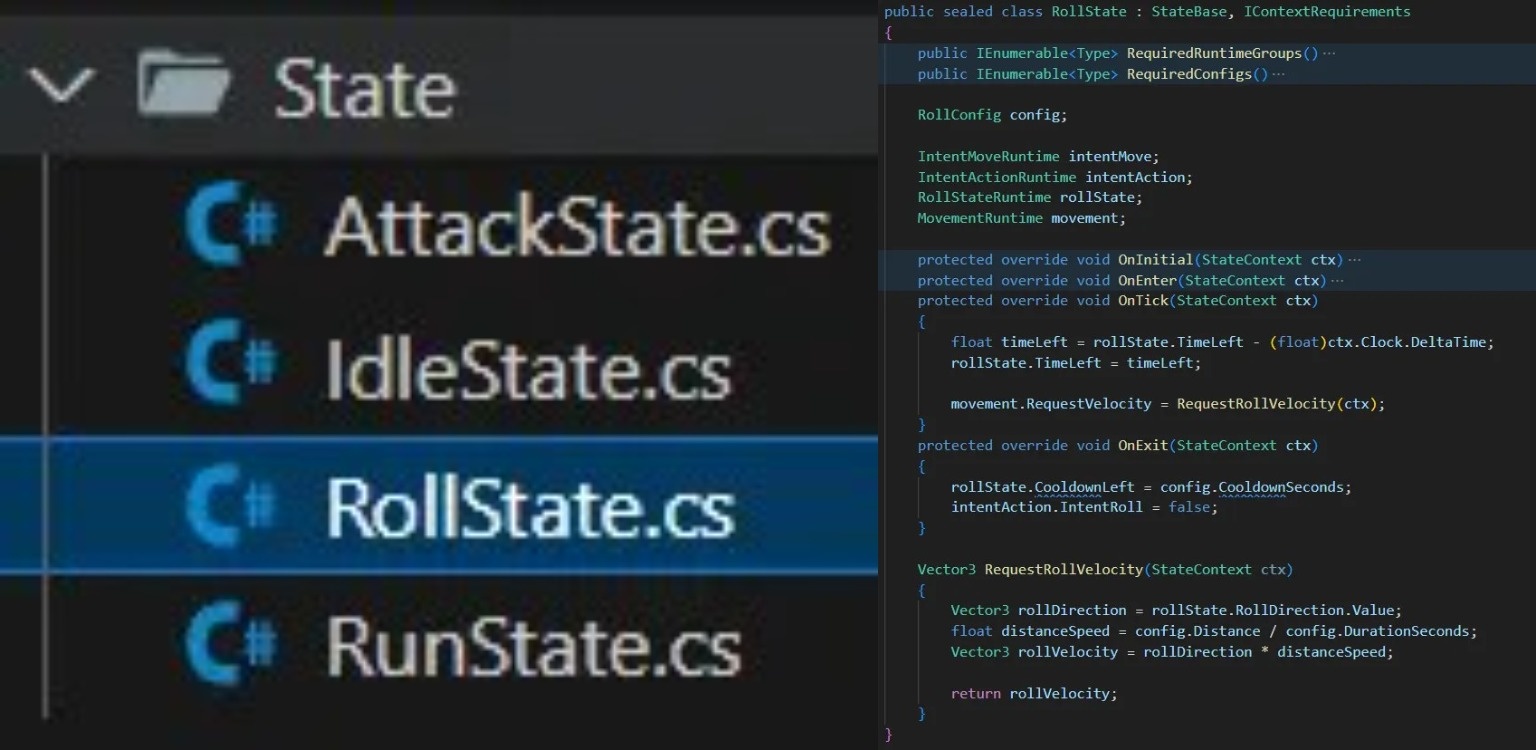 State
AttackState.cs
IdleState.cs
RollState.cs
RunState.cs
public sealed class RollState : StateBase, IContextRequirements
{
public IEnumerable<Type> RequiredRuntimeGroups() ···
public IEnumerable<Type> RequiredConfigs() ···
RollConfig config;
IntentMoveRuntime intentMove;
IntentActionRuntime intentAction;
RollStateRuntime rollState;
MovementRuntime movement;
protected override void OnInitial(StateContext ctx) ···
protected override void OnEnter(StateContext ctx) ···
protected override void OnTick(StateContext ctx)
{
float timeLeft = rollState.TimeLeft - (float)ctx.Clock.DeltaTime;
rollState.TimeLeft = timeLeft;
movement.RequestVelocity = RequestRollVelocity(ctx);
}
protected override void OnExit(StateContext ctx)
{
rollState.CooldownLeft = config.CooldownSeconds;
intentAction.IntentRoll = false;
}
Vector3 RequestRollVelocity(StateContext ctx)
{
Vector3 rollDirection = rollState.RollDirection.Value;
float distanceSpeed = config.Distance / config.DurationSeconds;
Vector3 rollVelocity = rollDirection * distanceSpeed;
return rollVelocity;
}
}